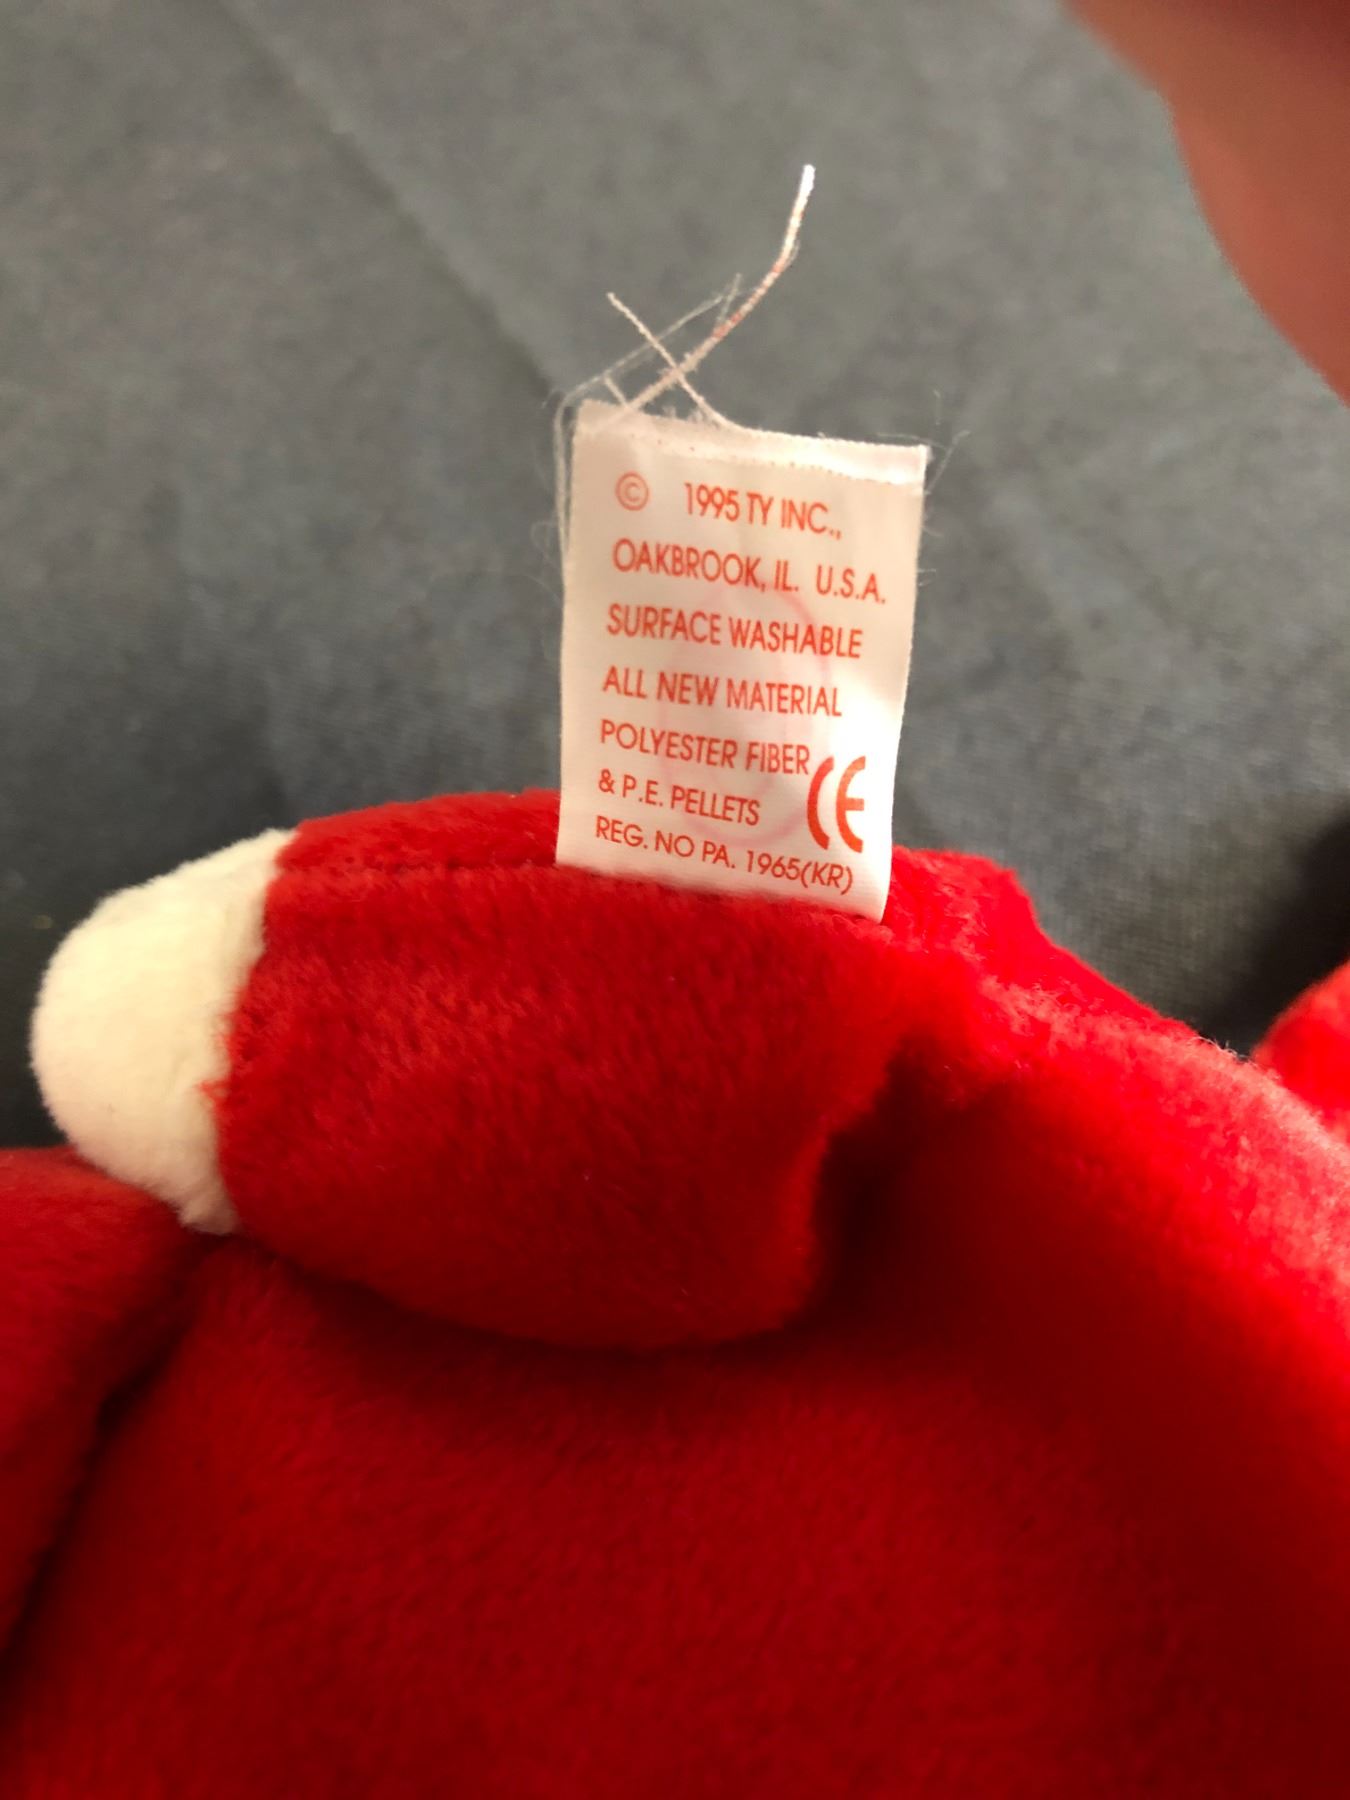 © 1995 TY INC.,
OAKBROOK, IL. U.S.A.
SURFACE WASHABLE
ALL NEW MATERIAL
POLYESTER FIBER
& P.E. PELLETS CE
REG. NO PA. 1965(KR)